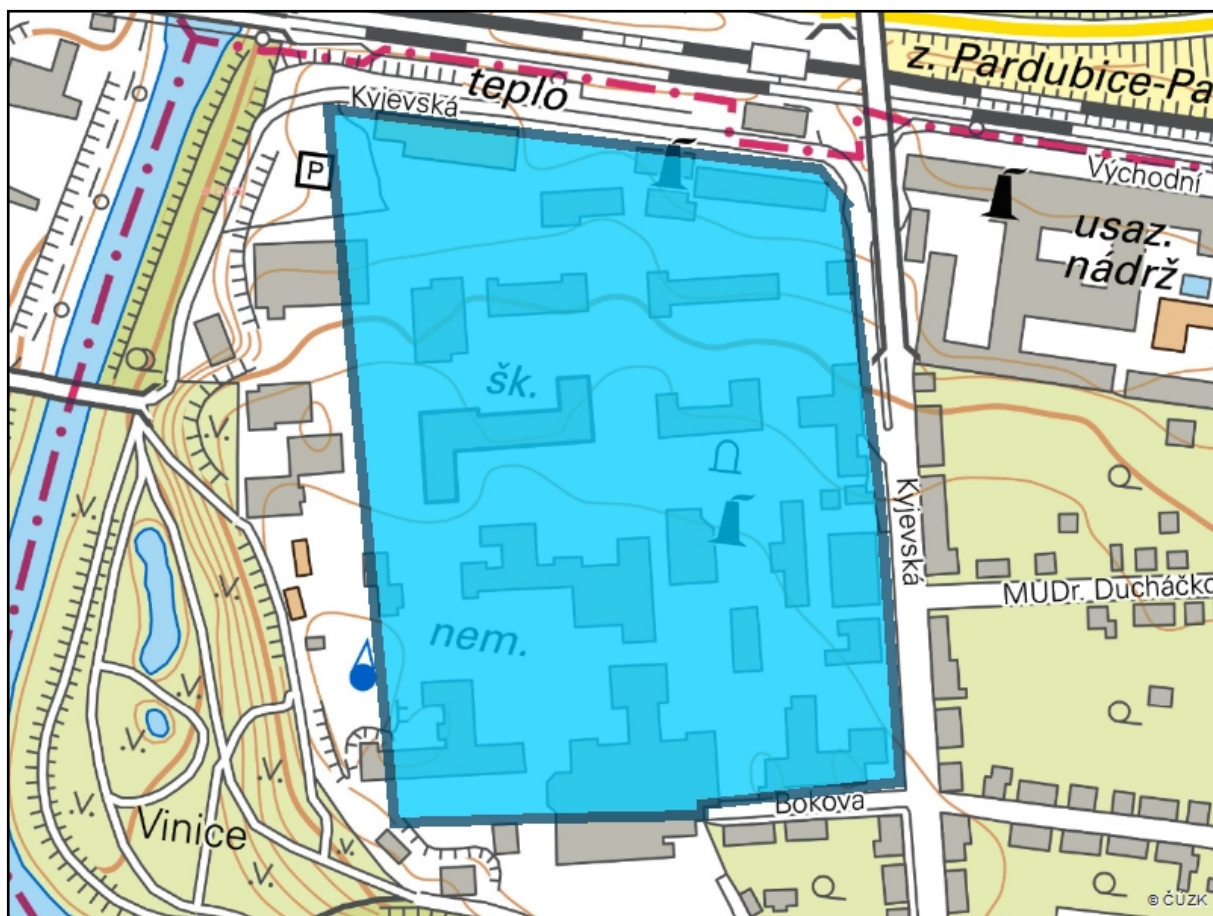 z. Pardubice-Pa
teplo
Kyjevská
P
Východní
usaz.
nádrž
šk.
Kyjevská
MUDr. Ducháčko
nem.
Bokova
Vinice
© ČÚZK